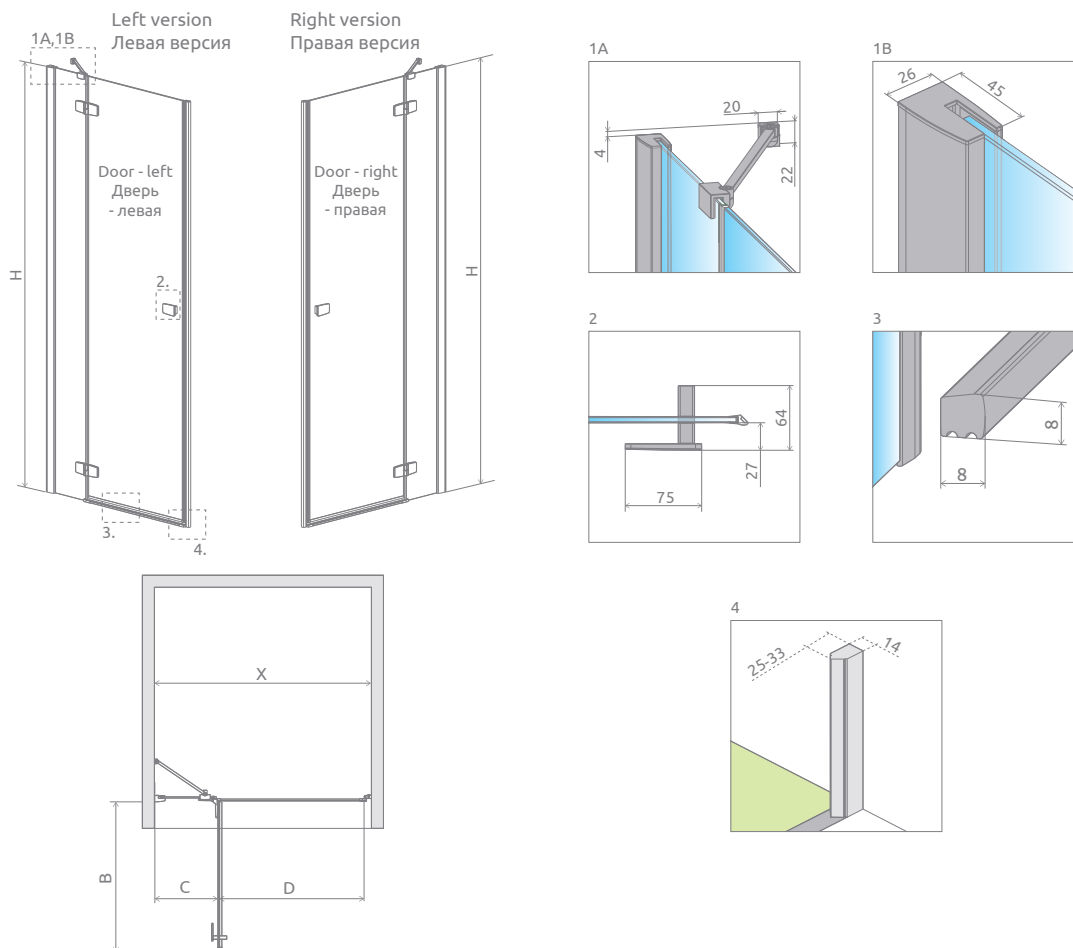 Left version
Левая версия
Right version
Правая версия
1A,1B
Door - left
Дверь
- левая
Door - right
Дверь
- правая
H
H
2.
3.
4.
X
B
C
D
1A
20
4
22
1B
26
45
2
64
27
75
3
8
8
4
25-33
14